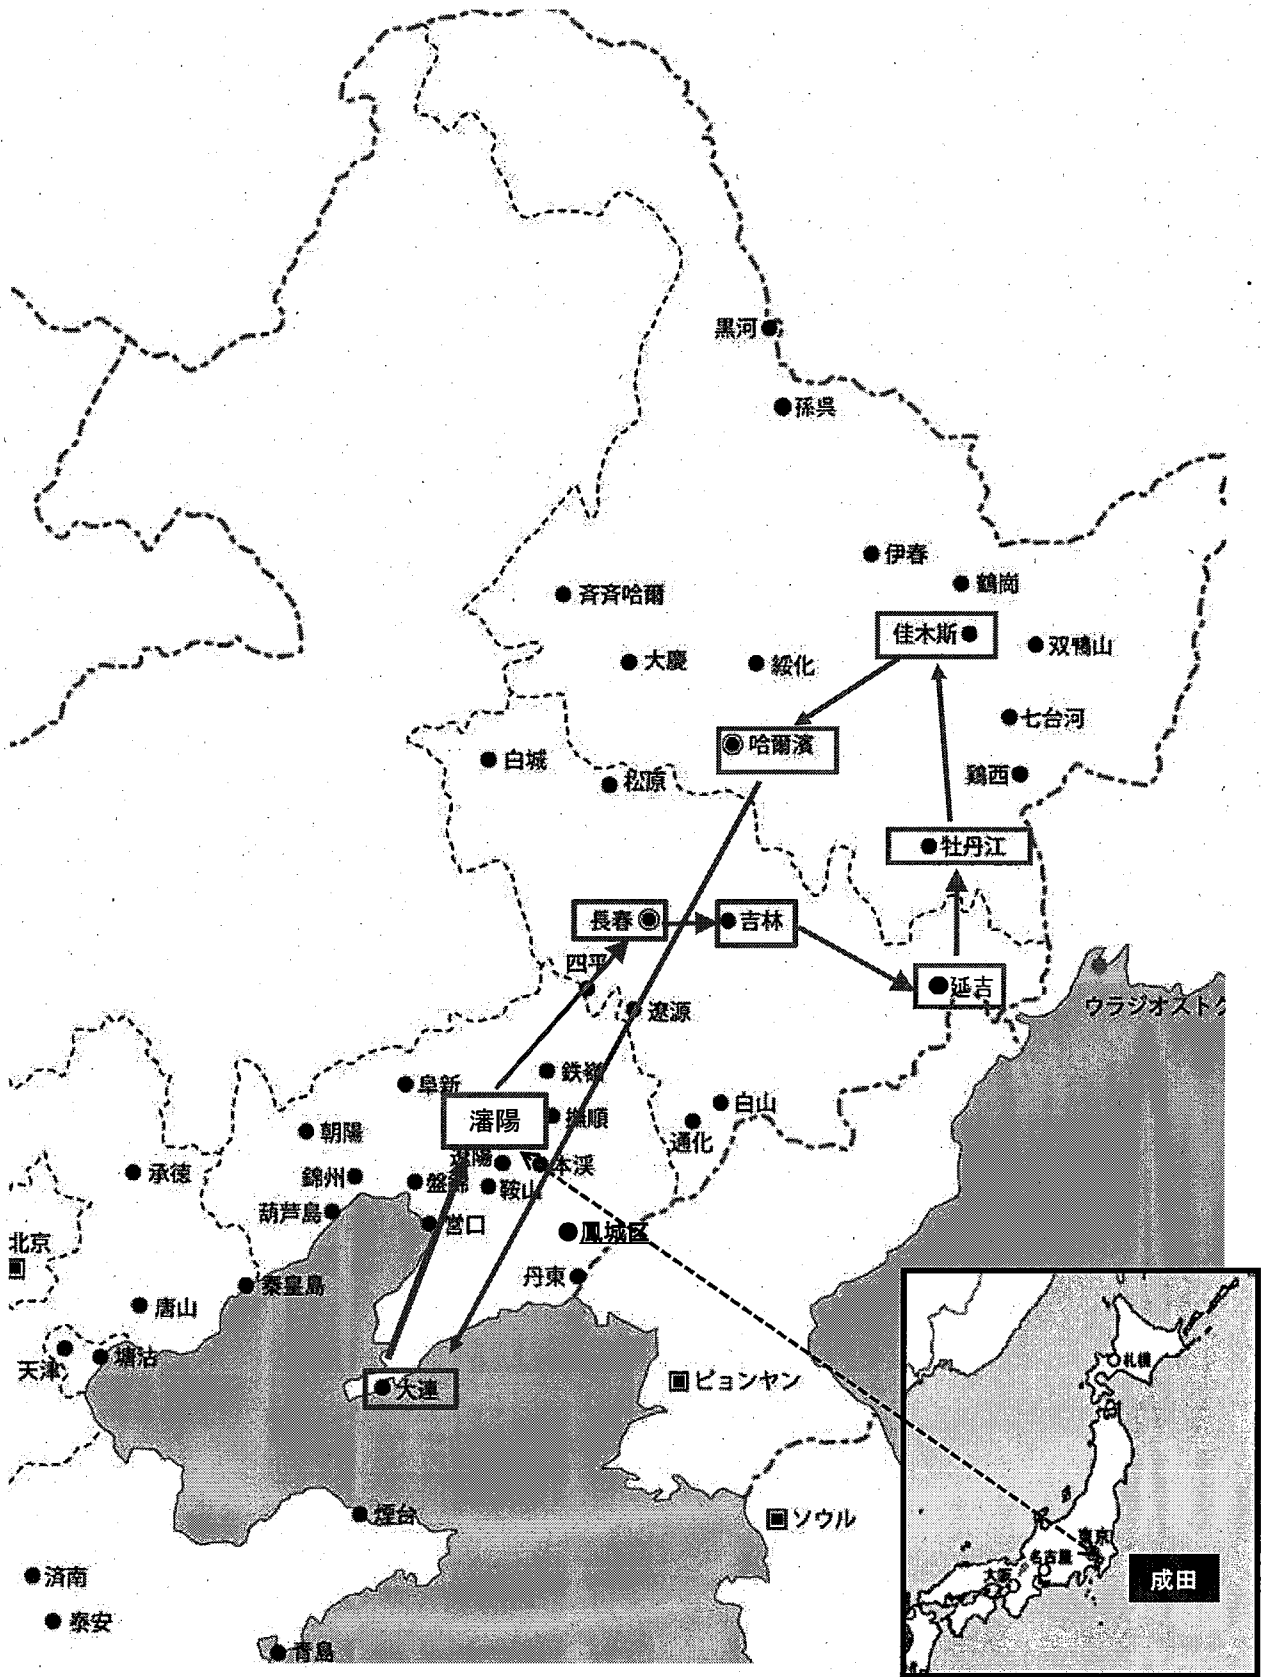 黒河
孫呉
伊春
鶴崗
斉斉哈爾
佳木斯
双鴨山
大慶
綏化
七台河
哈爾濱
白城
松原
鶏西
牡丹江
長春
吉林
四平
延吉
ウラジオストク
遼源
鉄嶺
阜新
白山
瀋陽
撫順
朝陽
通化
遼陽
本渓
承徳
錦州
盤錦
鞍山
葫芦島
営口
鳳城区
北京
丹東
秦皇島
唐山
天津
塘沽
大連
ピョンヤン
札幌
煙台
ソウル
東京
名古屋
大阪
成田
済南
泰安
青島